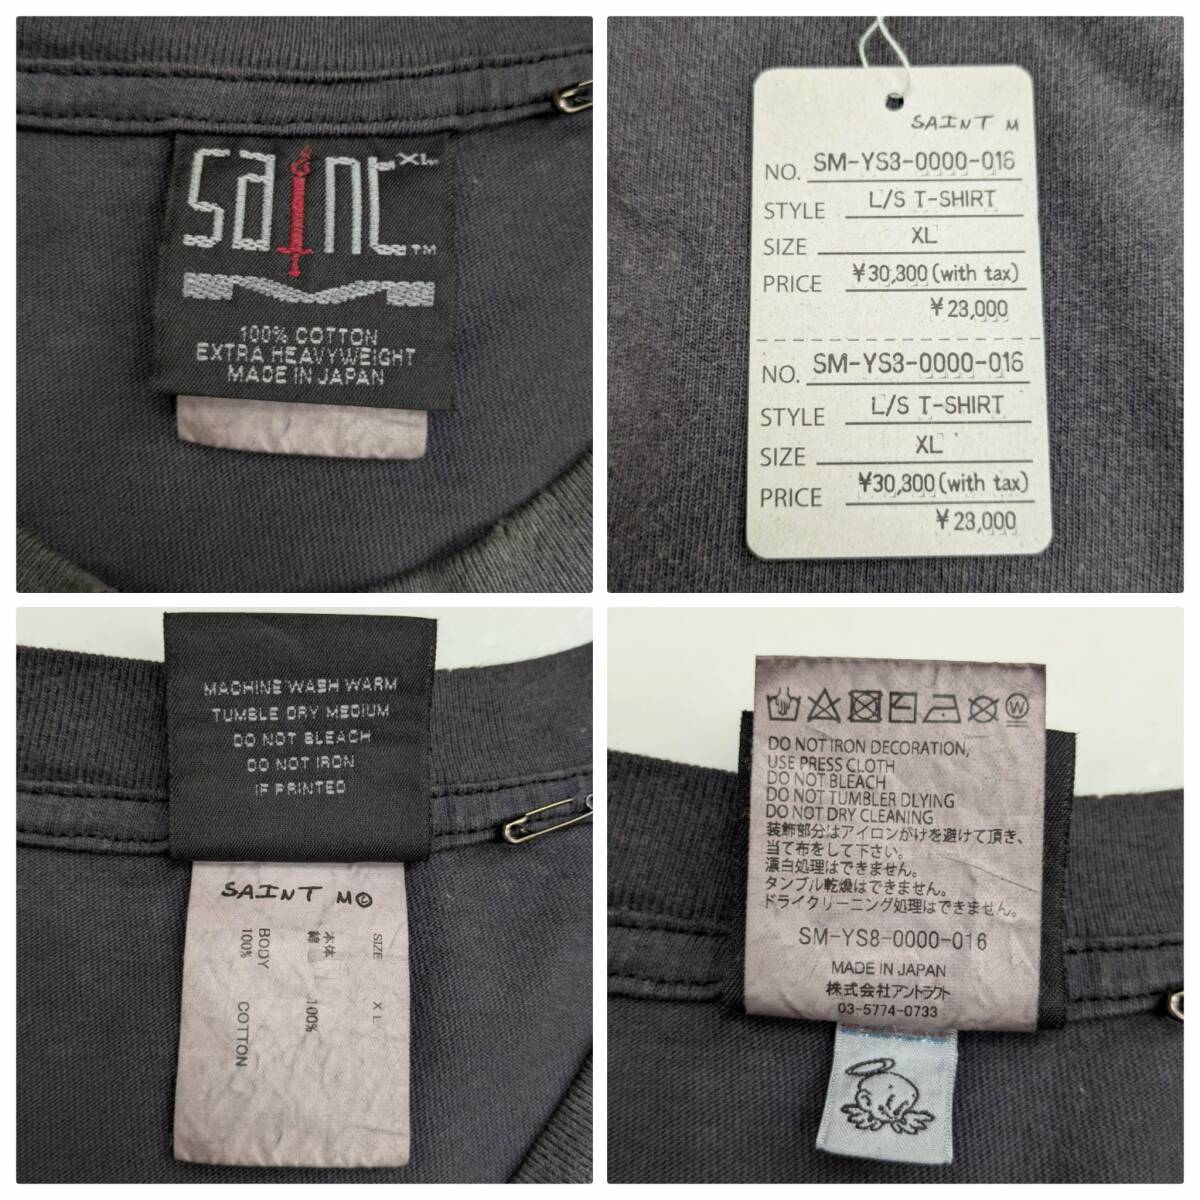 SAINT XL
TM
100% COTTON
EXTRA HEAVYWEIGHT
MADE IN JAPAN
SAINT M
NO. SM-YS3-0000-016
STYLE L/S T-SHIRT
SIZE XL
PRICE ¥30,300(with tax)
¥23,000
NO. SM-YS3-0000-016
STYLE L/S T-SHIRT
SIZE XL
PRICE ¥30,300(with tax)
¥23,000
MACHINE WASH WARM
TUMBLE DRY MEDIUM
DO NOT BLEACH
DO NOT IRON
IF PRINTED
SAINT M©
SIZE XL
本体
綿 100%
BODY
100% COTTON
W
DO NOT IRON DECORATION,
USE PRESS CLOTH
DO NOT BLEACH
DO NOT TUMBLER DLYING
DO NOT DRY CLEANING
装飾部分はアイロンがけを避けて頂き、
当て布をして下さい。
漂白処理はできません。
タンブル乾燥はできません。
ドライクリーニング処理はできません。
SM-YS8-0000-016
MADE IN JAPAN
株式会社アントラクト
03-5774-0733